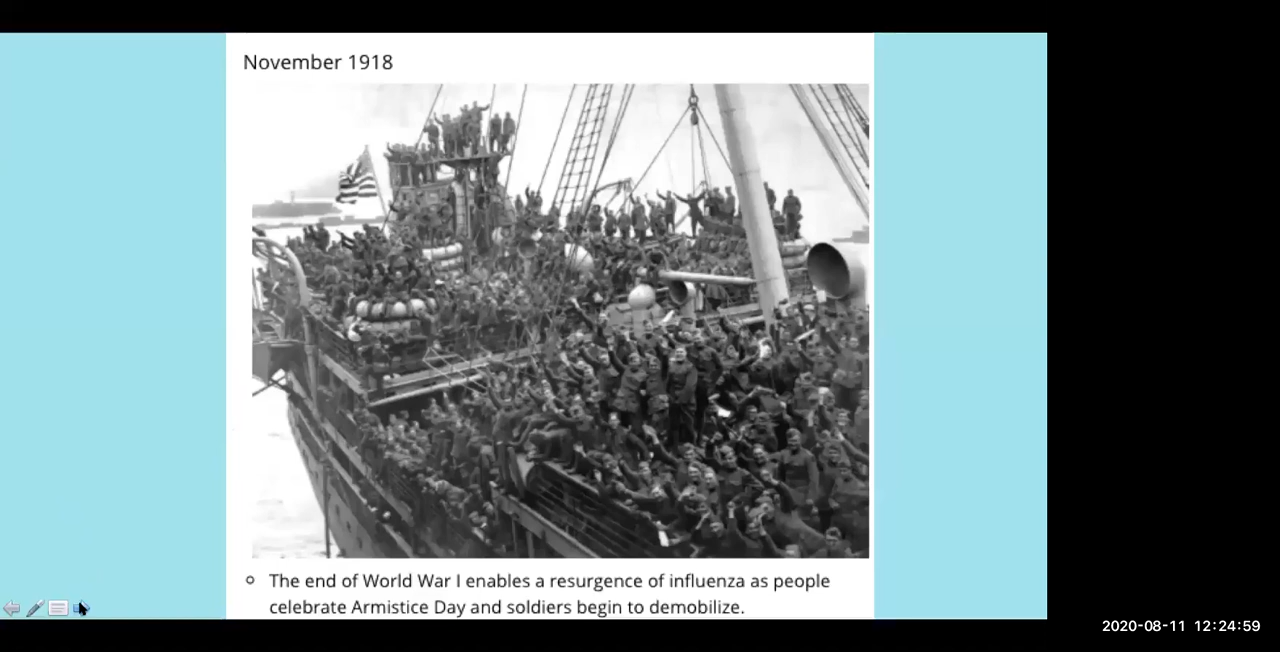 November 1918
The end of World War I enables a resurgence of influenza as people
celebrate Armistice Day and soldiers begin to demobilize.
2020-08-11 12:24:59